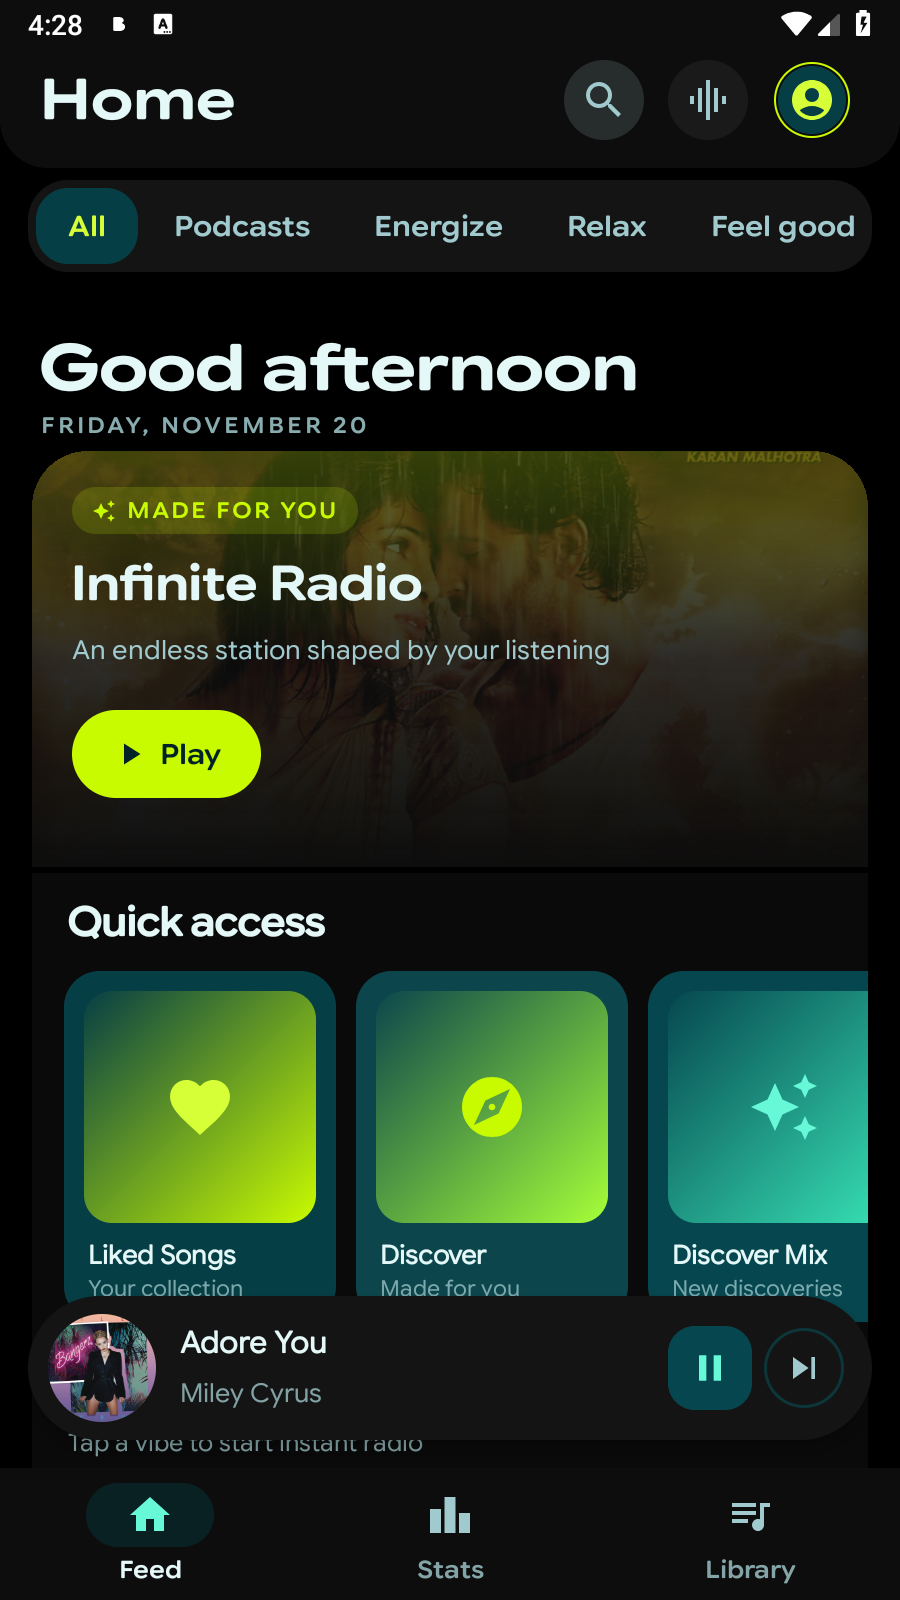 4:28
Home
All Podcasts Energize Relax Feel good
Good afternoon
FRIDAY, NOVEMBER 20
KARAN MALHOTRA
MADE FOR YOU
Infinite Radio
An endless station shaped by your listening
Play
Quick access
Liked Songs
Your collection
Discover
Made for you
Discover Mix
New discoveries
Bangerz
Adore You
Miley Cyrus
Tap a vibe to start instant radio
Feed Stats Library